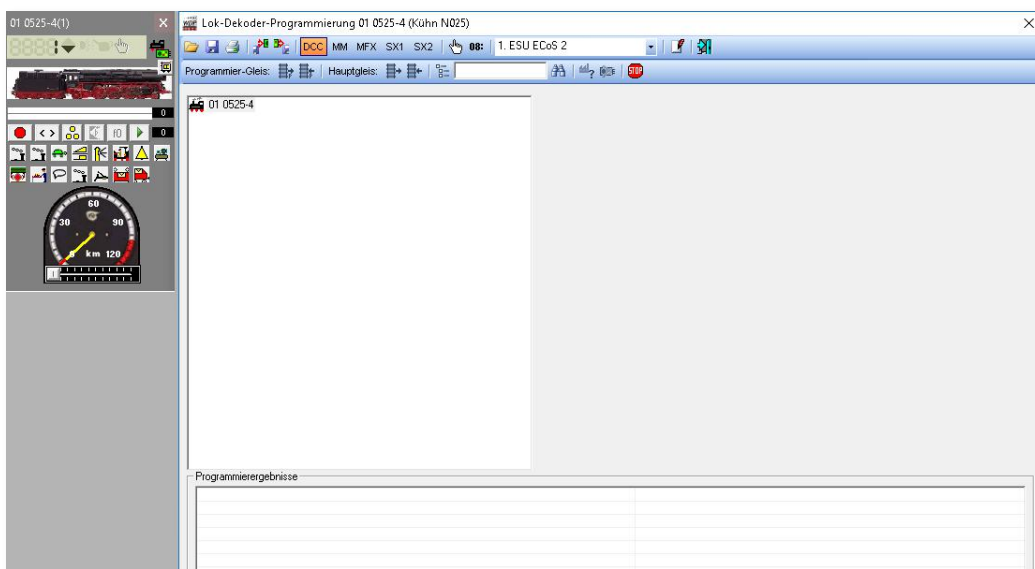 01 0525-4(1)
Lok-Dekoder-Programmierung 01 0525-4 (Kühn N025)
DCC MM MFX SX1 SX2 08: 1. ESU ECoS 2
Programmier-Gleis: Hauptgleis: STOP
01 0525-4
0
f0 0
60
30 90
0 km 120
Programmierergebnisse